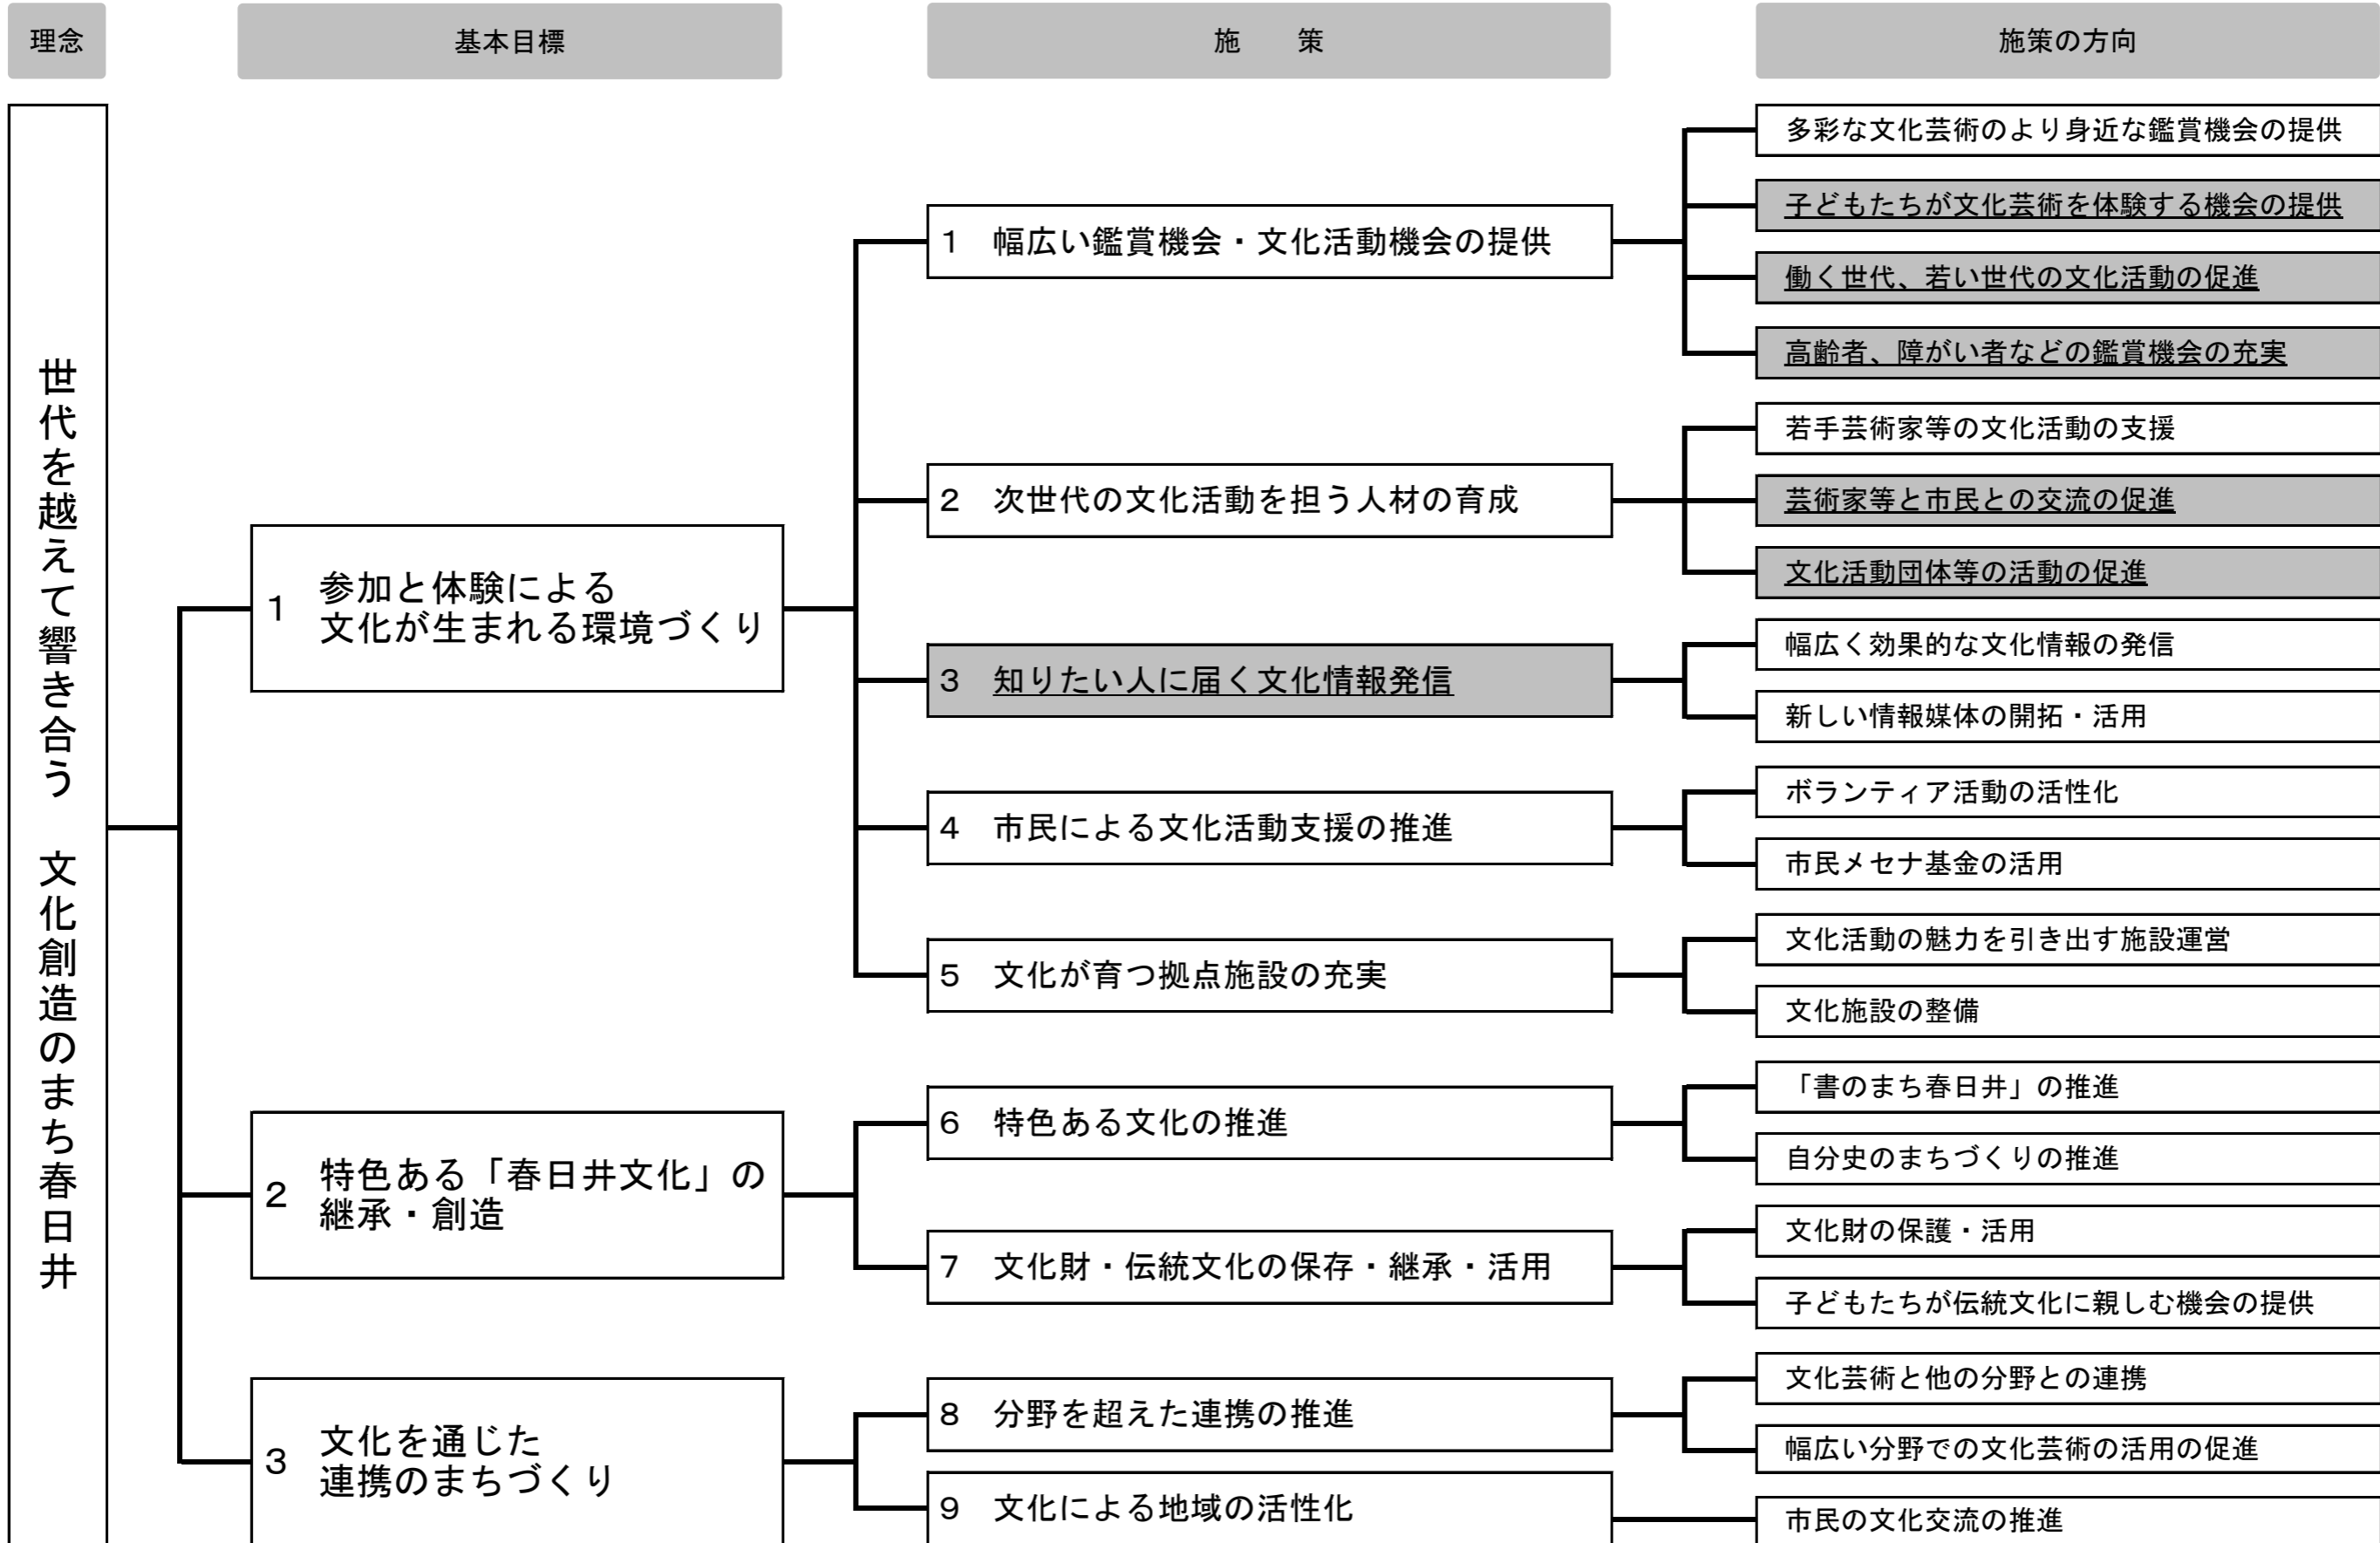 理念
基本目標
施　　策
施策の方向
世代を越えて響き合う　文化創造のまち春日井
1　参加と体験による
文化が生まれる環境づくり
1　幅広い鑑賞機会・文化活動機会の提供
多彩な文化芸術のより身近な鑑賞機会の提供
子どもたちが文化芸術を体験する機会の提供
働く世代、若い世代の文化活動の促進
高齢者、障がい者などの鑑賞機会の充実
2　次世代の文化活動を担う人材の育成
若手芸術家等の文化活動の支援
芸術家等と市民との交流の促進
文化活動団体等の活動の促進
3　知りたい人に届く文化情報発信
幅広く効果的な文化情報の発信
新しい情報媒体の開拓・活用
4　市民による文化活動支援の推進
ボランティア活動の活性化
市民メセナ基金の活用
5　文化が育つ拠点施設の充実
文化活動の魅力を引き出す施設運営
文化施設の整備
2　特色ある「春日井文化」の
継承・創造
6　特色ある文化の推進
「書のまち春日井」の推進
自分史のまちづくりの推進
7　文化財・伝統文化の保存・継承・活用
文化財の保護・活用
子どもたちが伝統文化に親しむ機会の提供
3　文化を通じた
連携のまちづくり
8　分野を超えた連携の推進
文化芸術と他の分野との連携
幅広い分野での文化芸術の活用の促進
9　文化による地域の活性化
市民の文化交流の推進